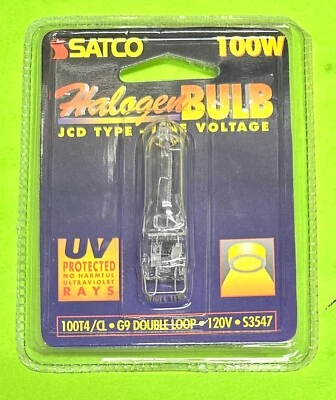 SATCO 100W
Halogen BULB
JCD TYPE - LINE VOLTAGE
UV
PROTECTED
NO HARMFUL
ULTRAVIOLET
RAYS
100T4/CL • G9 DOUBLE LOOP • 120V • S3547